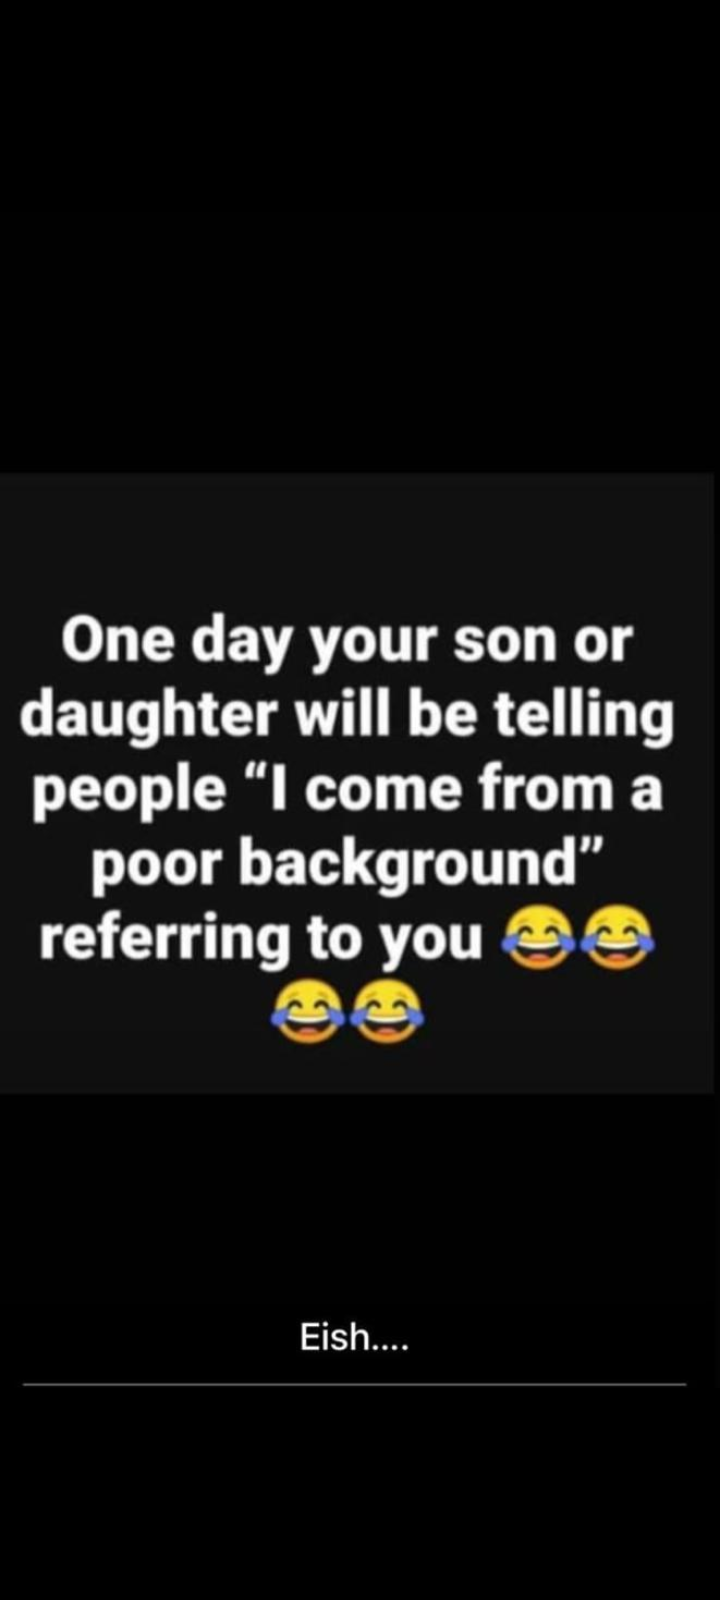 One day your son or
daughter will be telling
people “I come from a
poor background”
referring to you 😂😂
😂😂
Eish....